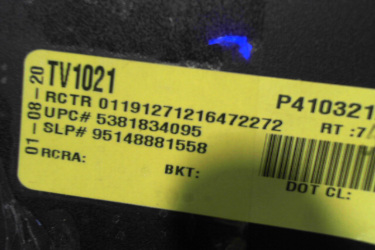 01-08-20
TV1021
RCTR 01191271216472272 P410321
UPC# 5381834095 RT :7/
SLP# 95148881558
RCRA: BKT:
DOT CL: